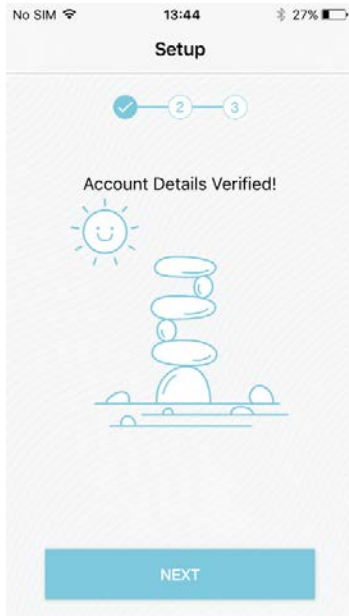 No SIM 13:44 27%
Setup
2 3
Account Details Verified!
NEXT